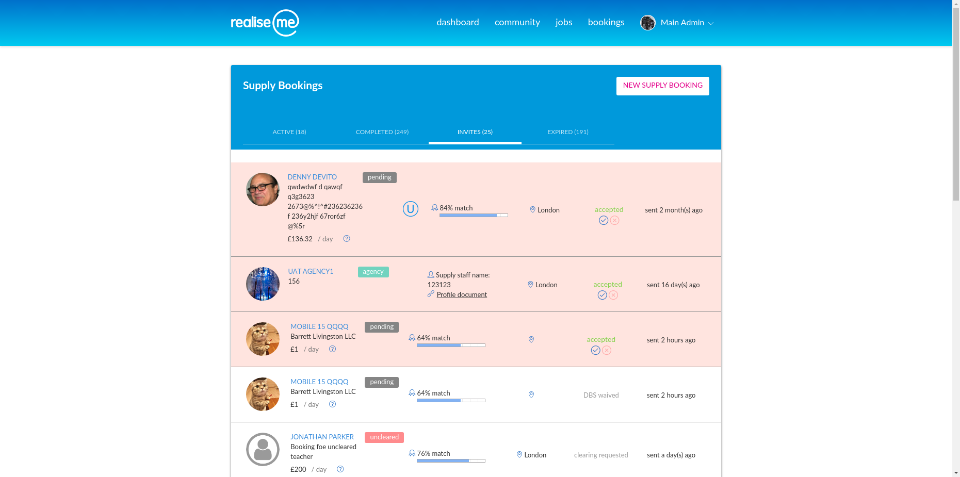 realise me
dashboard community jobs bookings Main Admin
Supply Bookings
NEW SUPPLY BOOKING
ACTIVE (18) COMPLETED (249) INVITES (25) EXPIRED (191)
DENNY DEVITO pending
qwdwdwf d qawqf
q3g3623
2673@%^!^#236236236
f 236y2hjf 67ror6zf
@%5r
£136.32 / day
U
84% match
London
accepted
sent 2 month(s) ago
UAT AGENCY1 agency
156
Supply staff name:
123123
Profile document
London
accepted
sent 16 day(s) ago
MOBILE 15 QQQQ pending
Barrett Livingston LLC
£1 / day
64% match
accepted
sent 2 hours ago
MOBILE 15 QQQQ pending
Barrett Livingston LLC
£1 / day
64% match
DBS waived
sent 2 hours ago
JONATHAN PARKER uncleared
Booking foe uncleared
teacher
£200 / day
76% match
London
clearing requested
sent a day(s) ago